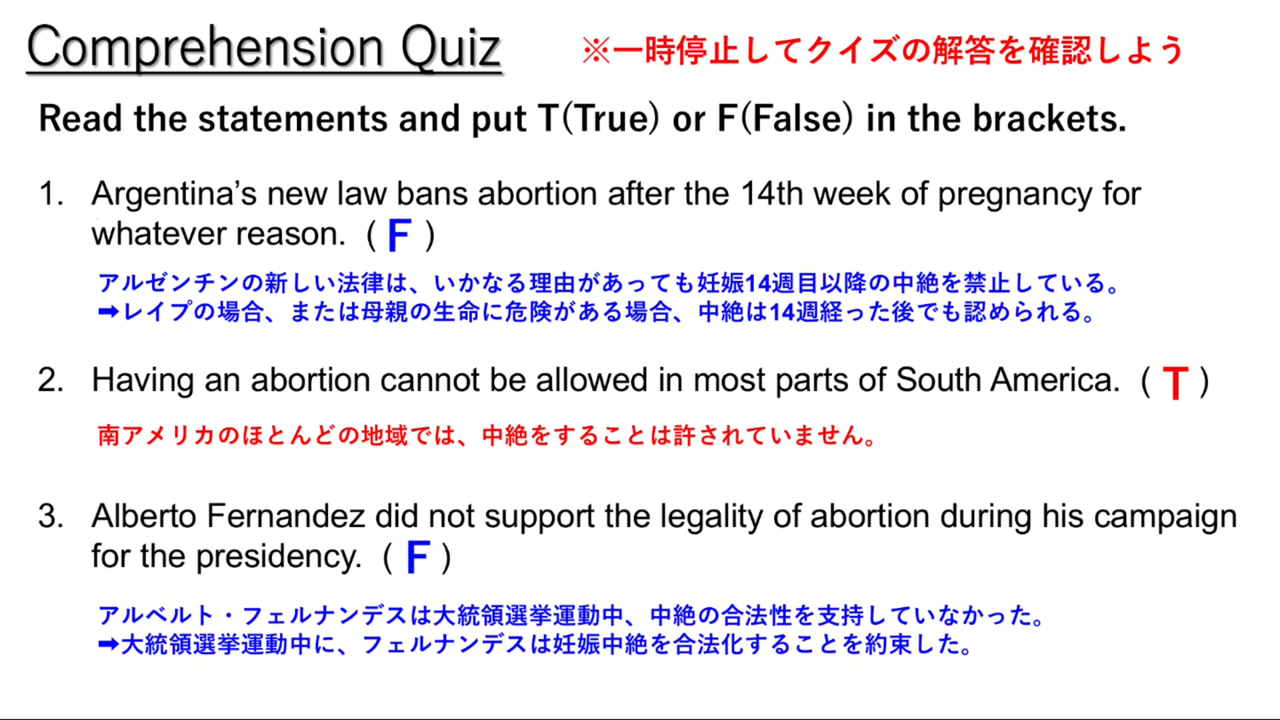 Comprehension Quiz
※一時停止してクイズの解答を確認しよう
Read the statements and put T(True) or F(False) in the brackets.
1. Argentina’s new law bans abortion after the 14th week of pregnancy for
whatever reason. ( F )
アルゼンチンの新しい法律は、いかなる理由があっても妊娠14週目以降の中絶を禁止している。
➡レイプの場合、または母親の生命に危険がある場合、中絶は14週経った後でも認められる。
2. Having an abortion cannot be allowed in most parts of South America. ( T )
南アメリカのほとんどの地域では、中絶をすることは許されていません。
3. Alberto Fernandez did not support the legality of abortion during his campaign
for the presidency. ( F )
アルベルト・フェルナンデスは大統領選挙運動中、中絶の合法性を支持していなかった。
➡大統領選挙運動中に、フェルナンデスは妊娠中絶を合法化することを約束した。